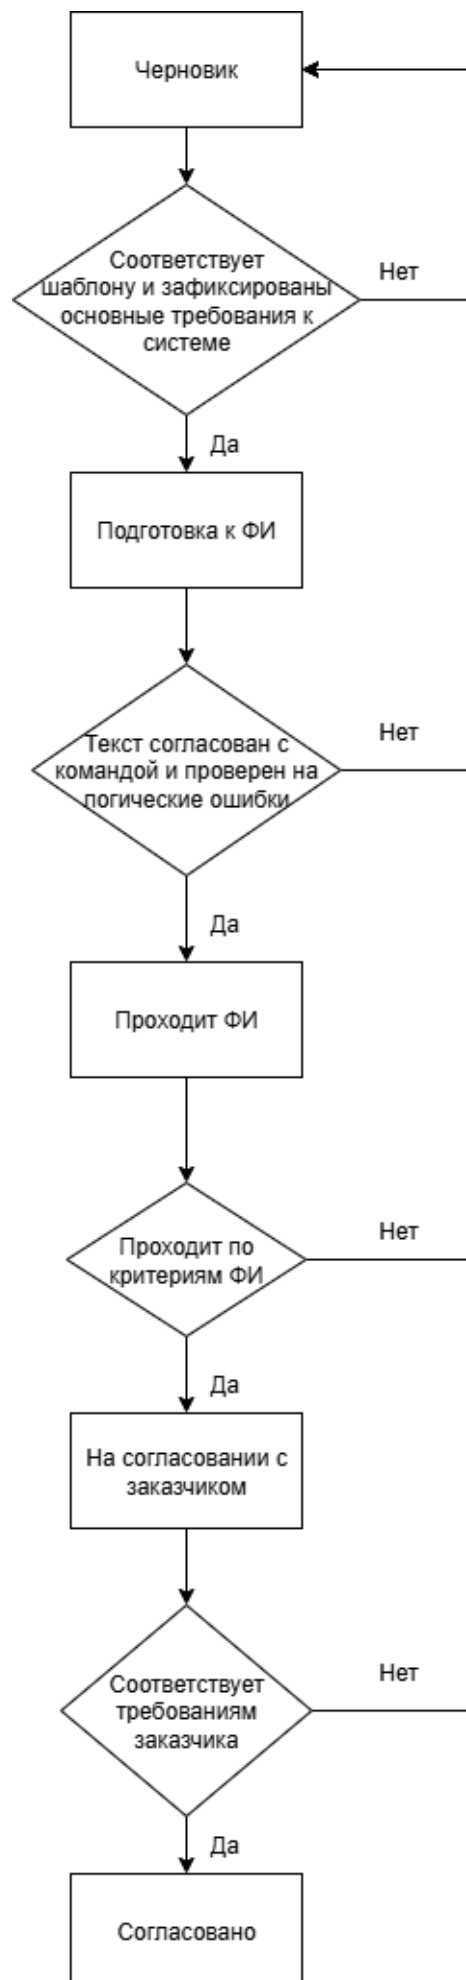 Черновик
Соответствует
шаблону и зафиксированы
основные требования к
системе
Нет
Да
Подготовка к ФИ
Текст согласован с
командой и проверен на
логические ошибки
Нет
Да
Проходит ФИ
Проходит по
критериям ФИ
Нет
Да
На согласовании с
заказчиком
Соответствует
требованиям
заказчика
Нет
Да
Согласовано